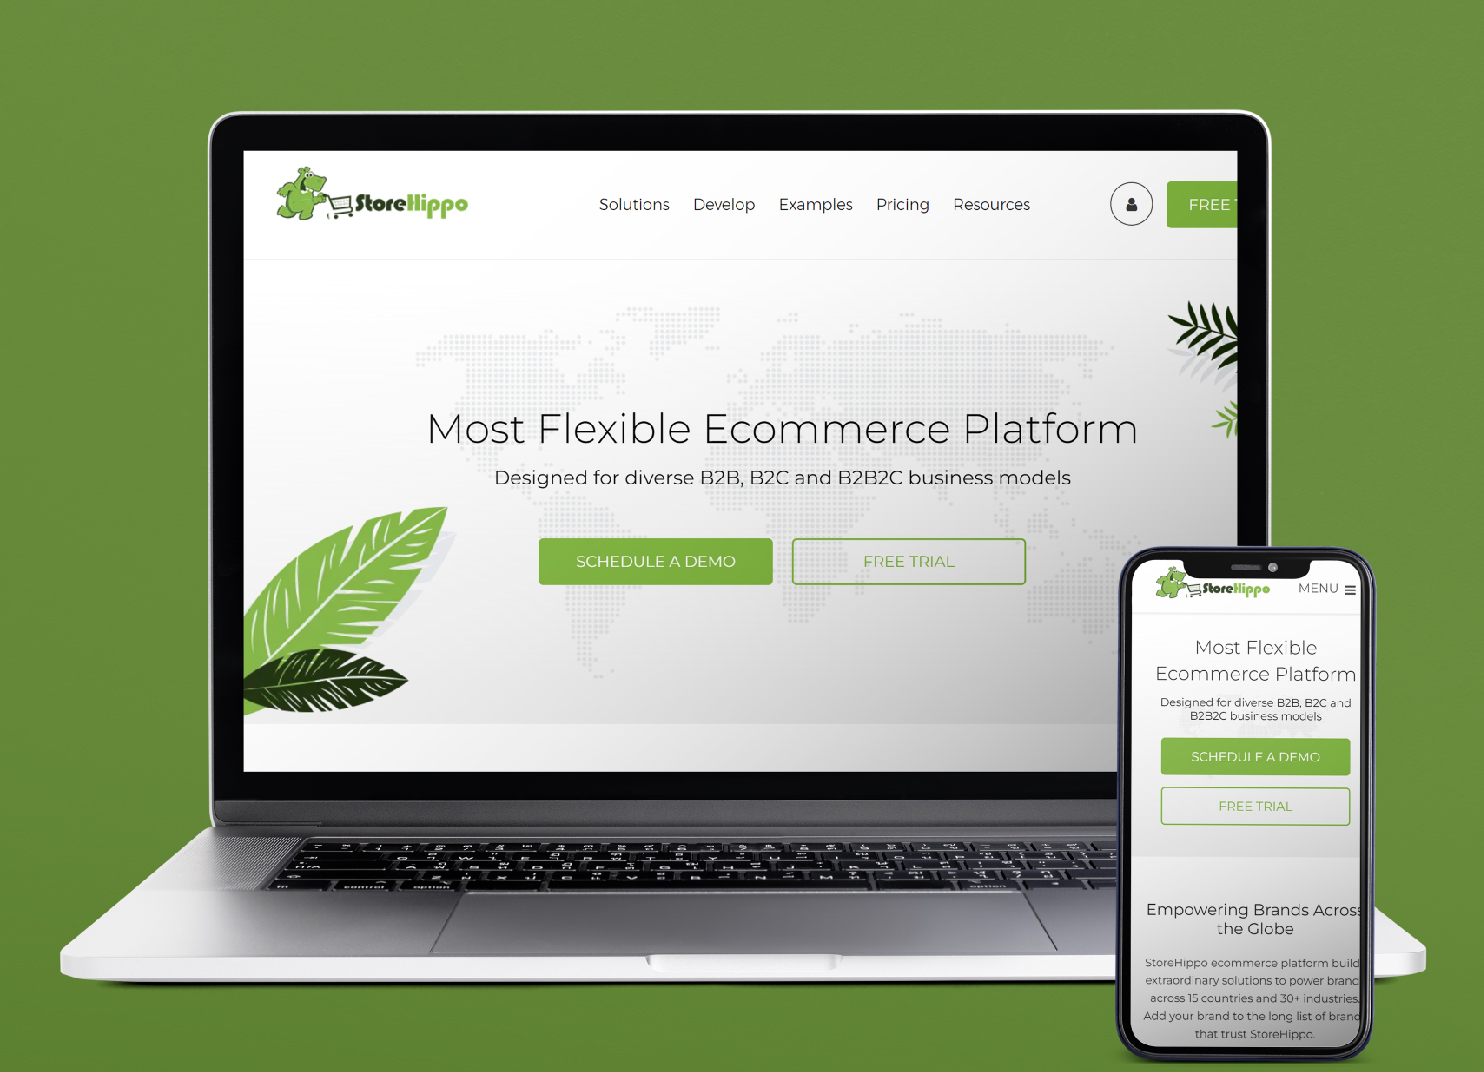 StoreHippo
Solutions Develop Examples Pricing Resources
FREE
Most Flexible Ecommerce Platform
Designed for diverse B2B, B2C and B2B2C business models
SCHEDULE A DEMO FREE TRIAL
control option
option
StoreHippo MENU
Most Flexible
Ecommerce Platform
Designed for diverse B2B, B2C and
B2B2C business models
SCHEDULE A DEMO
FREE TRIAL
Empowering Brands Across
the Globe
StoreHippo ecommerce platform build
extraordinary solutions to power brand
across 15 countries and 30+ industries.
Add your brand to the long list of brand
that trust StoreHippo.